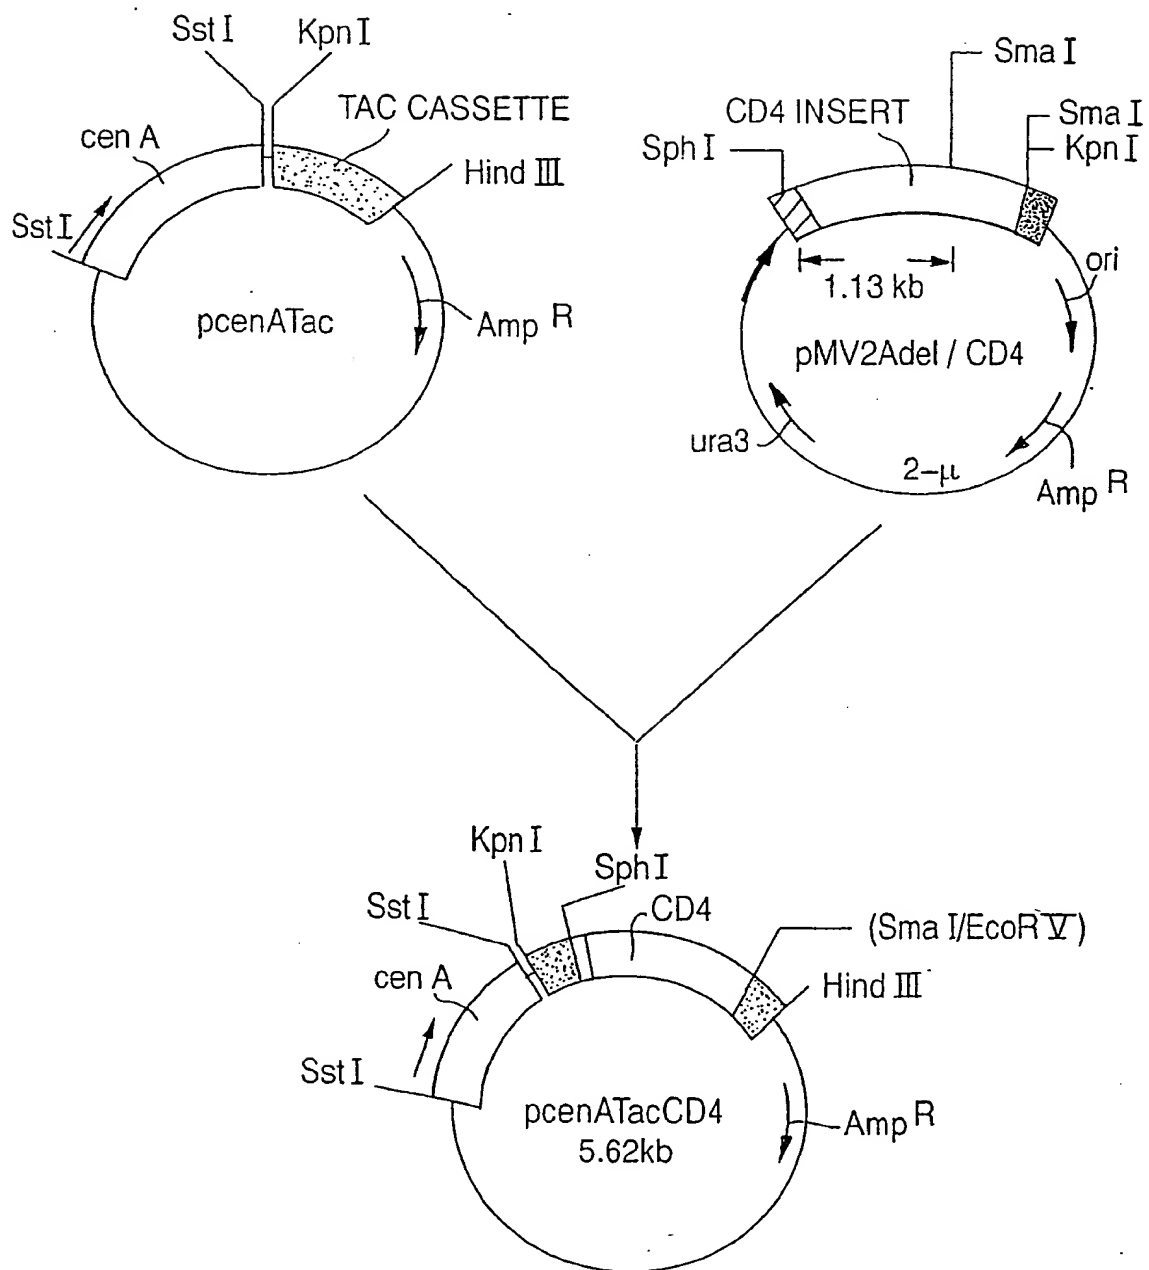 Sst I
Kpn I
TAC CASSETTE
cen A
Hind III
Sst I
pcenATac
Amp R
Sma I
CD4 INSERT
Sma I
Sph I
Kpn I
1.13 kb
ori
pMV2Adel / CD4
ura3
2-μ
Amp R
Kpn I
Sph I
Sst I
CD4
(Sma I/EcoR V)
cen A
Hind III
Sst I
pcenATacCD4
5.62kb
Amp R